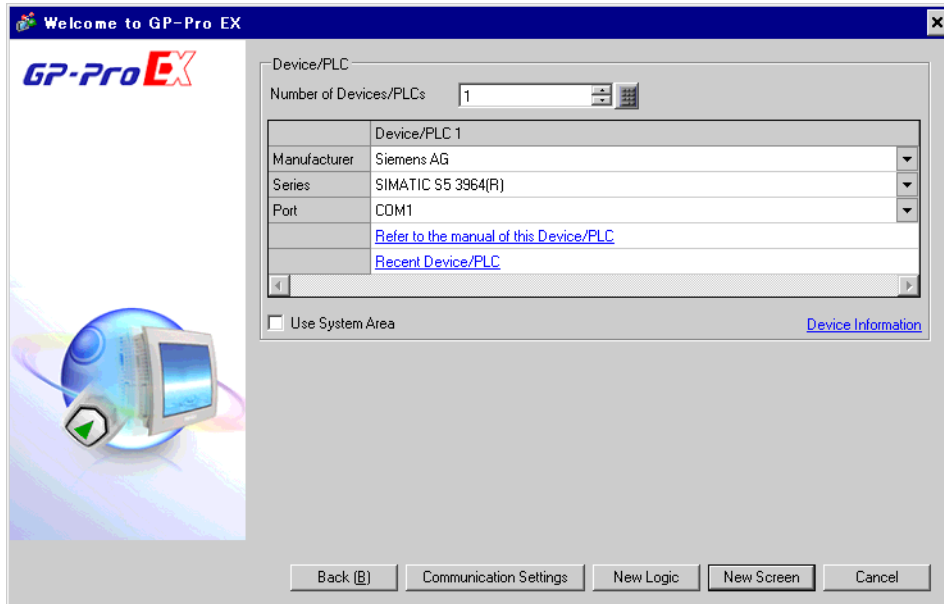 Welcome to GP-Pro EX
GP-Pro EX
Device/PLC
Number of Devices/PLCs 1
Device/PLC 1
Manufacturer Siemens AG
Series SIMATIC S5 3964(R)
Port COM1
Refer to the manual of this Device/PLC
Recent Device/PLC
Use System Area Device Information
Back (B) Communication Settings New Logic New Screen Cancel